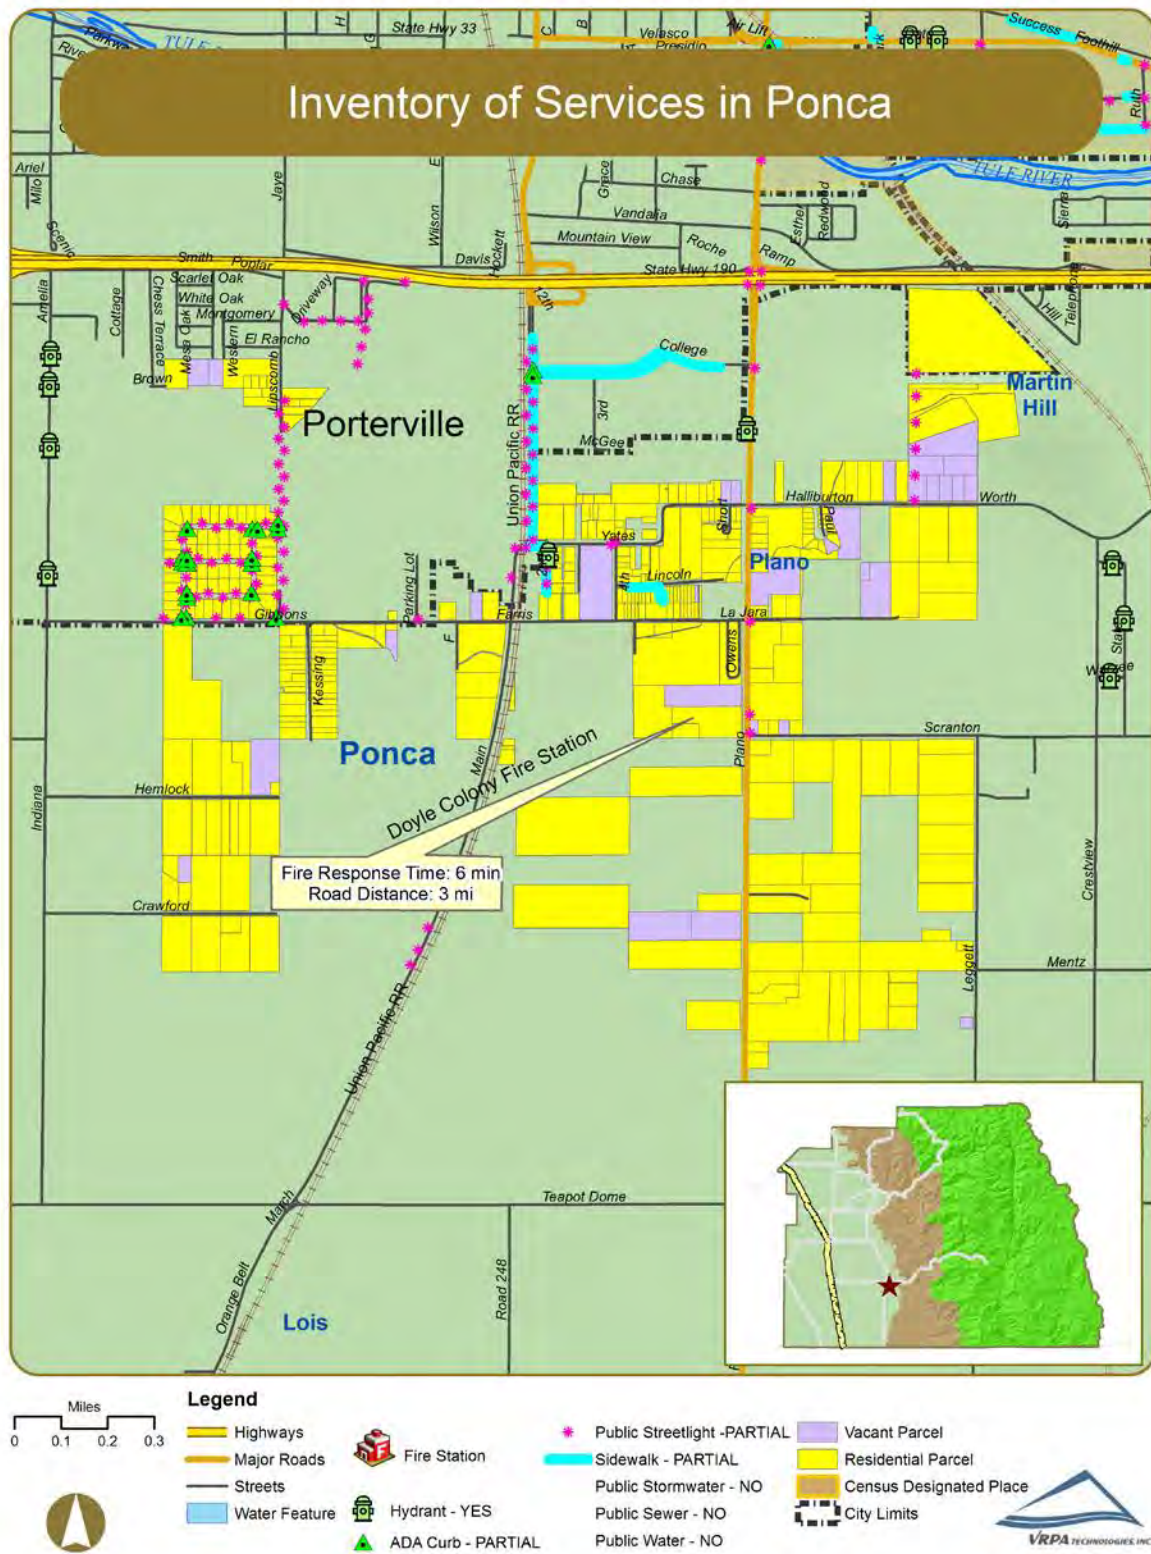 State Hwy 33
H
G
C
B
Velasco
Presidio
Air Lift
Success
Foothill
Ruth
Parkway
TULE
Inventory of Services in Ponca
TULE RIVER
Ariel
Milo
Scenic
Jaye
E
Wilson
Grace
Chase
Vandalia
Mountain View
Roche
Ramp
Esther
Redwood
Sierra
Davis
Hockett
Smith
Poplar
State Hwy 190
12th
Scarlet Oak
White Oak
Montgomery
Driveway
El Rancho
Amelia
Cottage
Chess Terrace
Mesa Oak
Western
Lipscomb
Brown
Hill
Telephone
College
3rd
McGee
Martin
Hill
Porterville
Union Pacific RR
Halliburton
Worth
Short
Paul
Yates
Plano
4th
Lincoln
Parking Lot
Gibbons
Farris
La Jara
F
Kessing
Owens
Ponca
Main
Plano
Scranton
Doyle Colony Fire Station
Indiana
Hemlock
Fire Response Time: 6 min
Road Distance: 3 mi
Crawford
Crestview
Leggett
Mentz
Union Pacific RR
March
Teapot Dome
Orange Belt
Road 248
Lois
Legend
Miles
0 0.1 0.2 0.3
Highways
Major Roads
Streets
Water Feature
Fire Station
Hydrant - YES
ADA Curb - PARTIAL
Public Streetlight -PARTIAL
Sidewalk - PARTIAL
Public Stormwater - NO
Public Sewer - NO
Public Water - NO
Vacant Parcel
Residential Parcel
Census Designated Place
City Limits
VRPA TECHNOLOGIES, INC.